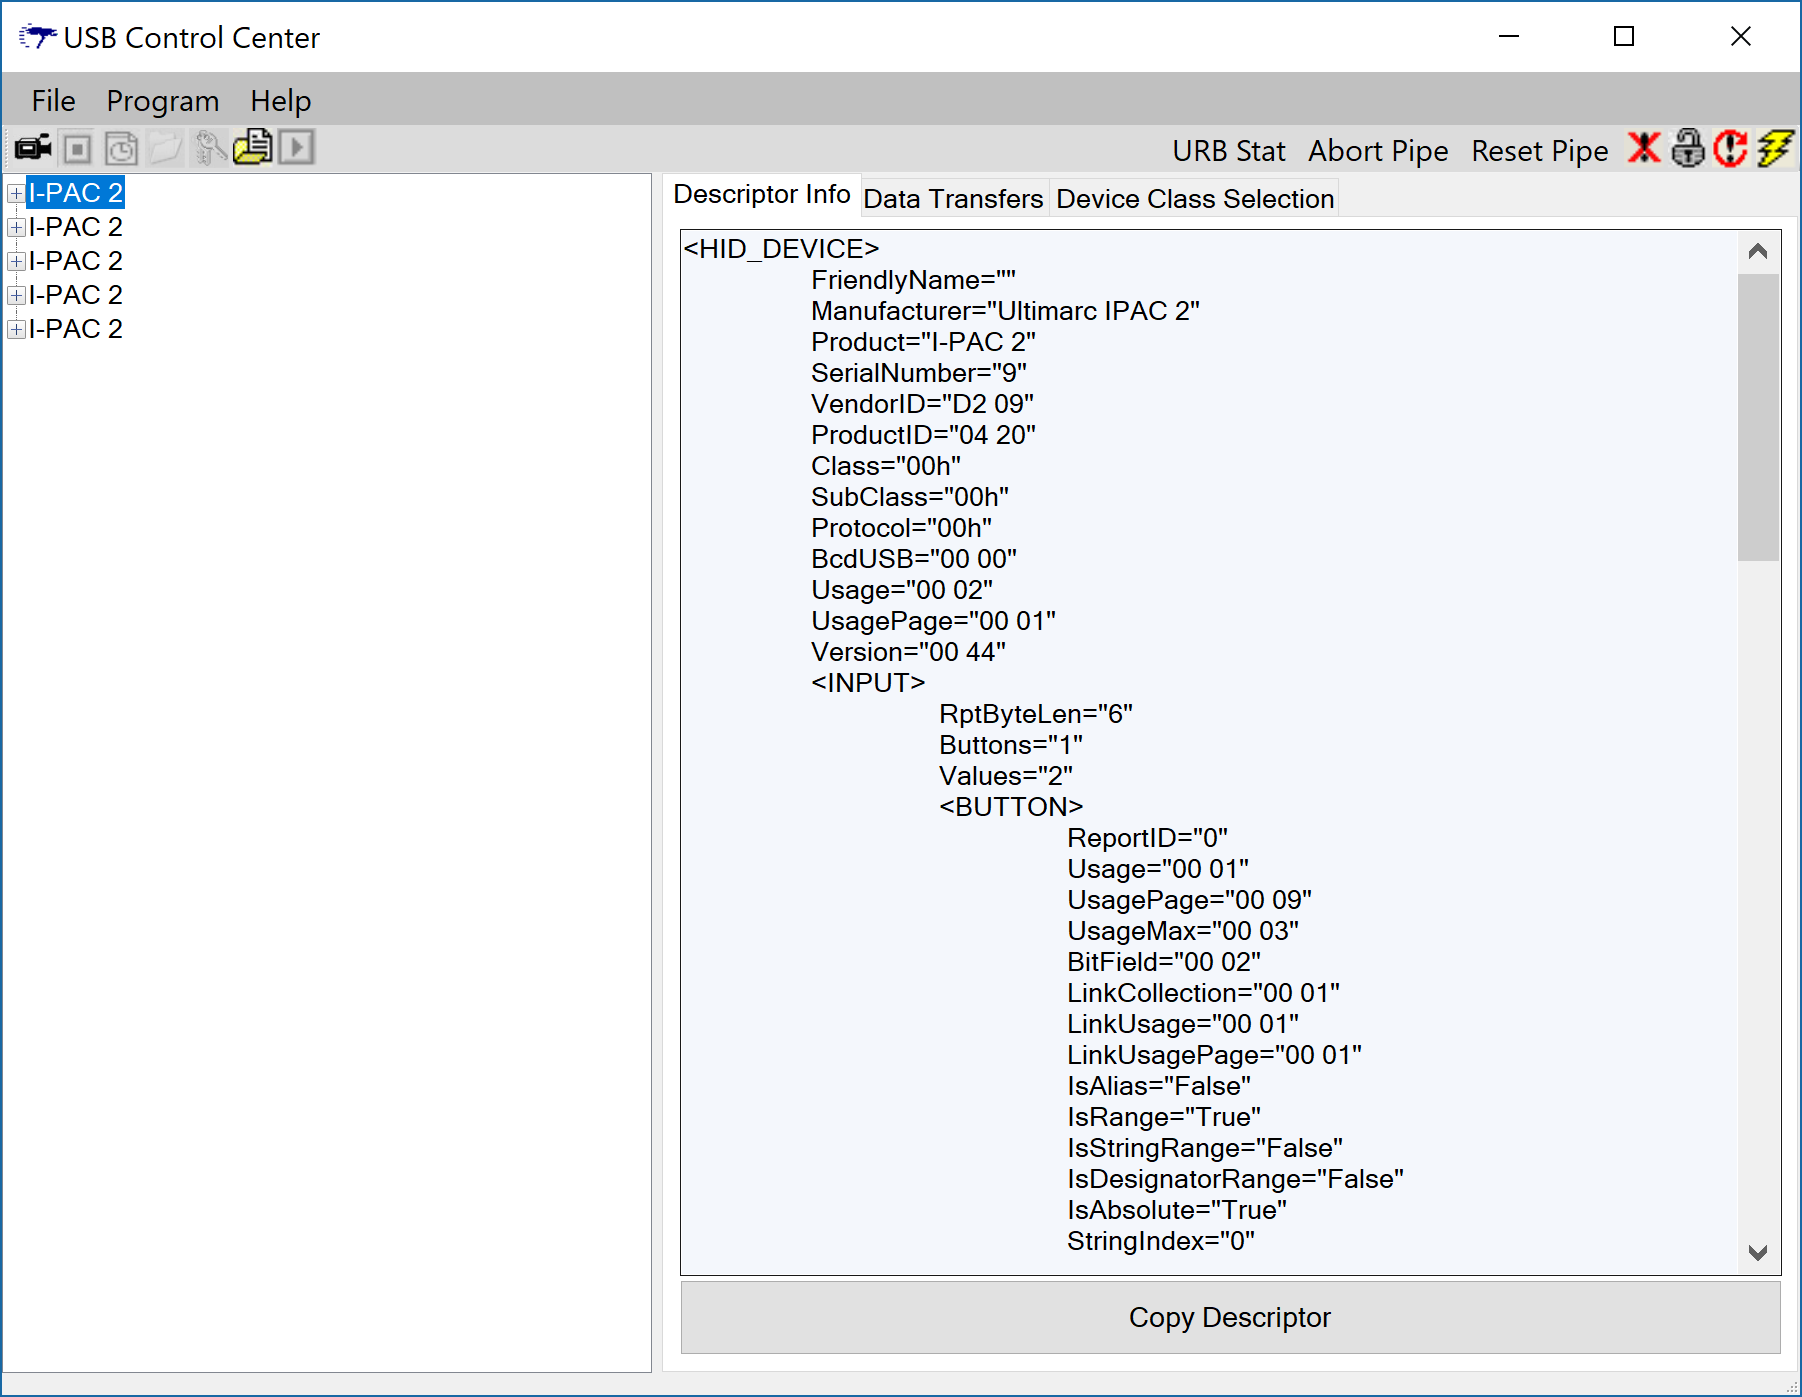 USB Control Center
File Program Help
URB Stat Abort Pipe Reset Pipe
I-PAC 2
I-PAC 2
I-PAC 2
I-PAC 2
I-PAC 2
Descriptor Info Data Transfers Device Class Selection
<HID_DEVICE>
FriendlyName=""
Manufacturer="Ultimarc IPAC 2"
Product="I-PAC 2"
SerialNumber="9"
VendorID="D2 09"
ProductID="04 20"
Class="00h"
SubClass="00h"
Protocol="00h"
BcdUSB="00 00"
Usage="00 02"
UsagePage="00 01"
Version="00 44"
<INPUT>
RptByteLen="6"
Buttons="1"
Values="2"
<BUTTON>
ReportID="0"
Usage="00 01"
UsagePage="00 09"
UsageMax="00 03"
BitField="00 02"
LinkCollection="00 01"
LinkUsage="00 01"
LinkUsagePage="00 01"
IsAlias="False"
IsRange="True"
IsStringRange="False"
IsDesignatorRange="False"
IsAbsolute="True"
StringIndex="0"
Copy Descriptor